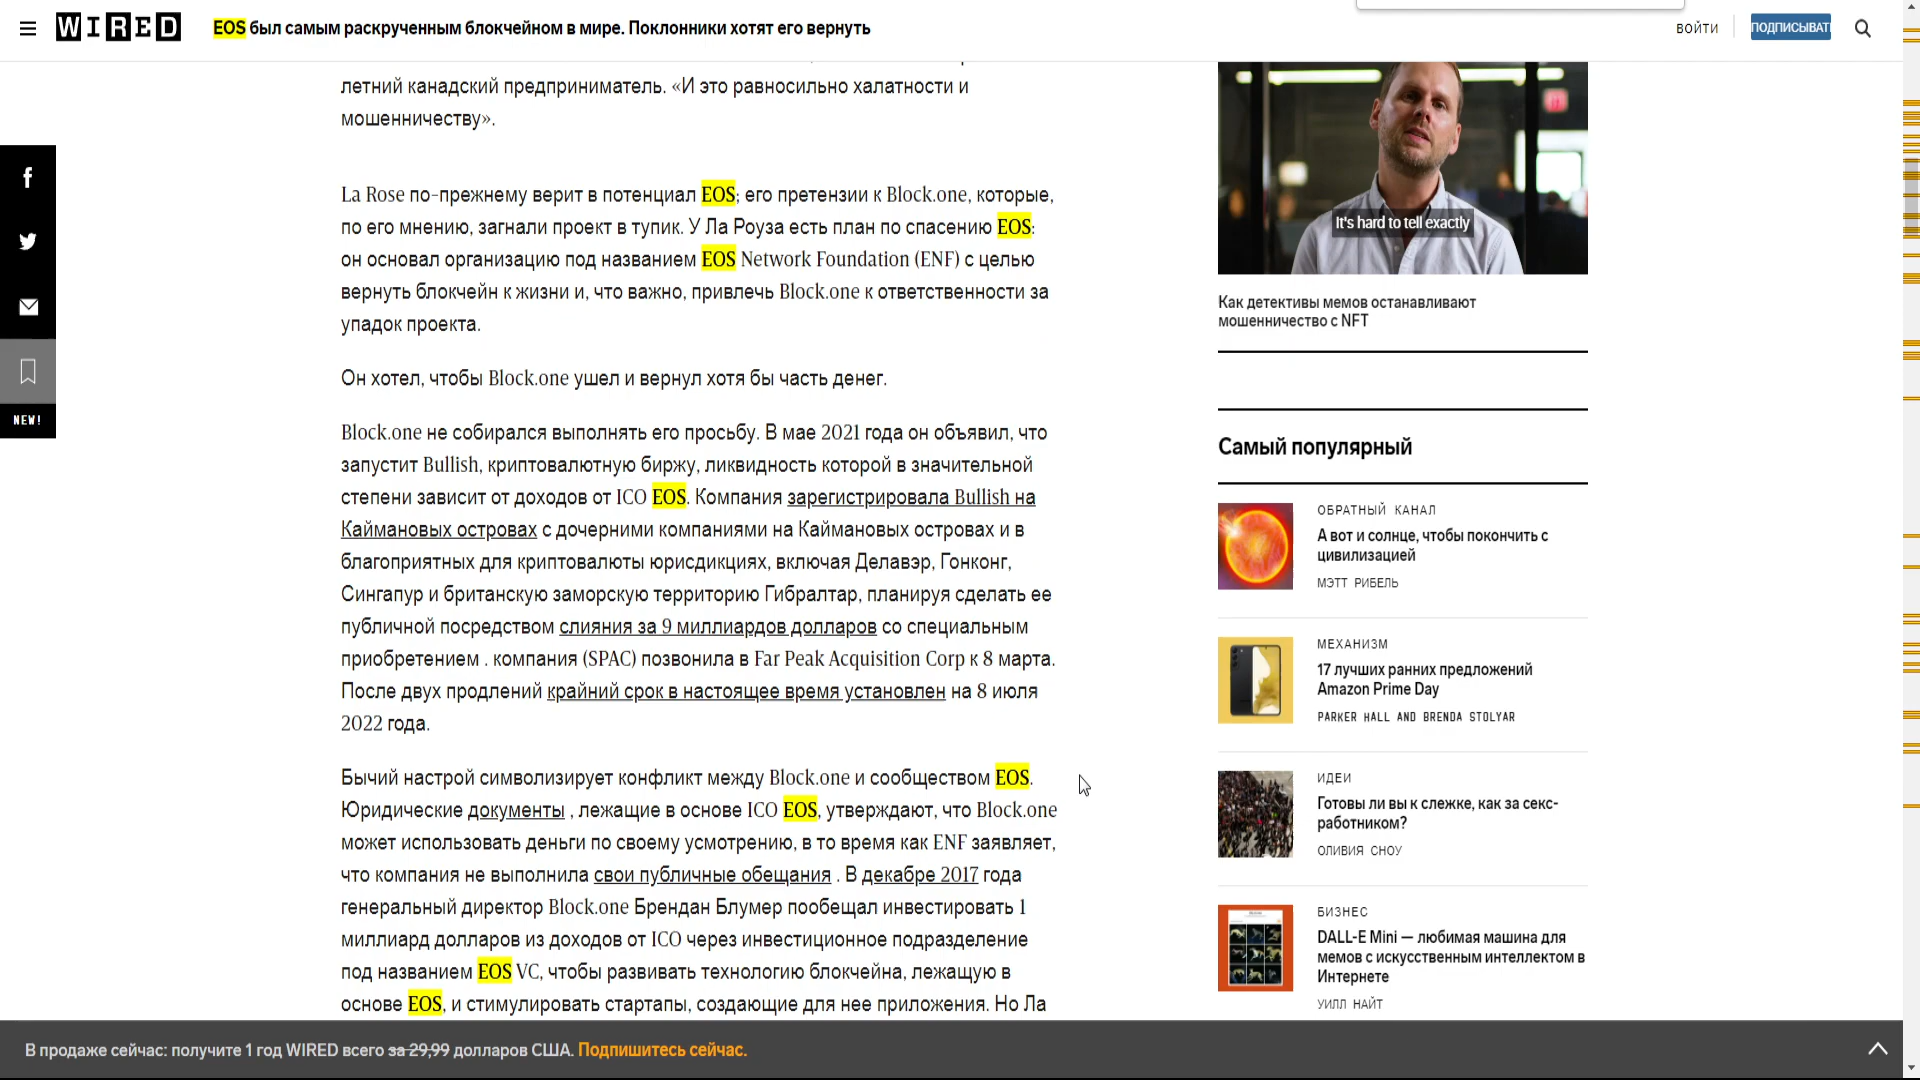 WIRED
EOS был самым раскрученным блокчейном в мире. Поклонники хотят его вернуть
ВОЙТИ
ПОДПИСЫВАТ
летний канадский предприниматель. «И это равносильно халатности и
мошенничеству».
La Rose по-прежнему верит в потенциал EOS; его претензии к Block.one, которые,
по его мнению, загнали проект в тупик. У Ла Роуза есть план по спасению EOS:
он основал организацию под названием EOS Network Foundation (ENF) с целью
вернуть блокчейн к жизни и, что важно, привлечь Block.one к ответственности за
упадок проекта.
Он хотел, чтобы Block.one ушел и вернул хотя бы часть денег.
Block.one не собирался выполнять его просьбу. В мае 2021 года он объявил, что
запустит Bullish, криптовалютную биржу, ликвидность которой в значительной
степени зависит от доходов от ICO EOS. Компания зарегистрировала Bullish на
Каймановых островах с дочерними компаниями на Каймановых островах и в
благоприятных для криптовалюты юрисдикциях, включая Делавэр, Гонконг,
Сингапур и британскую заморскую территорию Гибралтар, планируя сделать ее
публичной посредством слияния за 9 миллиардов долларов со специальным
приобретением . компания (SPAC) позвонила в Far Peak Acquisition Corp к 8 марта.
После двух продлений крайний срок в настоящее время установлен на 8 июля
2022 года.
Бычий настрой символизирует конфликт между Block.one и сообществом EOS.
Юридические документы , лежащие в основе ICO EOS, утверждают, что Block.one
может использовать деньги по своему усмотрению, в то время как ENF заявляет,
что компания не выполнила свои публичные обещания . В декабре 2017 года
генеральный директор Block.one Брендан Блумер пообещал инвестировать 1
миллиард долларов из доходов от ICO через инвестиционное подразделение
под названием EOS VC, чтобы развивать технологию блокчейна, лежащую в
основе EOS, и стимулировать стартапы, создающие для нее приложения. Но Ла
NEW!
It's hard to tell exactly
Как детективы мемов останавливают
мошенничество с NFT
Самый популярный
ОБРАТНЫЙ КАНАЛ
А вот и солнце, чтобы покончить с
цивилизацией
МЭТТ РИБЕЛЬ
МЕХАНИЗМ
17 лучших ранних предложений
Amazon Prime Day
PARKER HALL AND BRENDA STOLYAR
ИДЕИ
Готовы ли вы к слежке, как за секс-
работником?
ОЛИВИЯ СНОУ
БИЗНЕС
DALL-E Mini — любимая машина для
мемов с искусственным интеллектом в
Интернете
УИЛЛ НАЙТ
В продаже сейчас: получите 1 год WIRED всего за 29,99 долларов США. Подпишитесь сейчас.